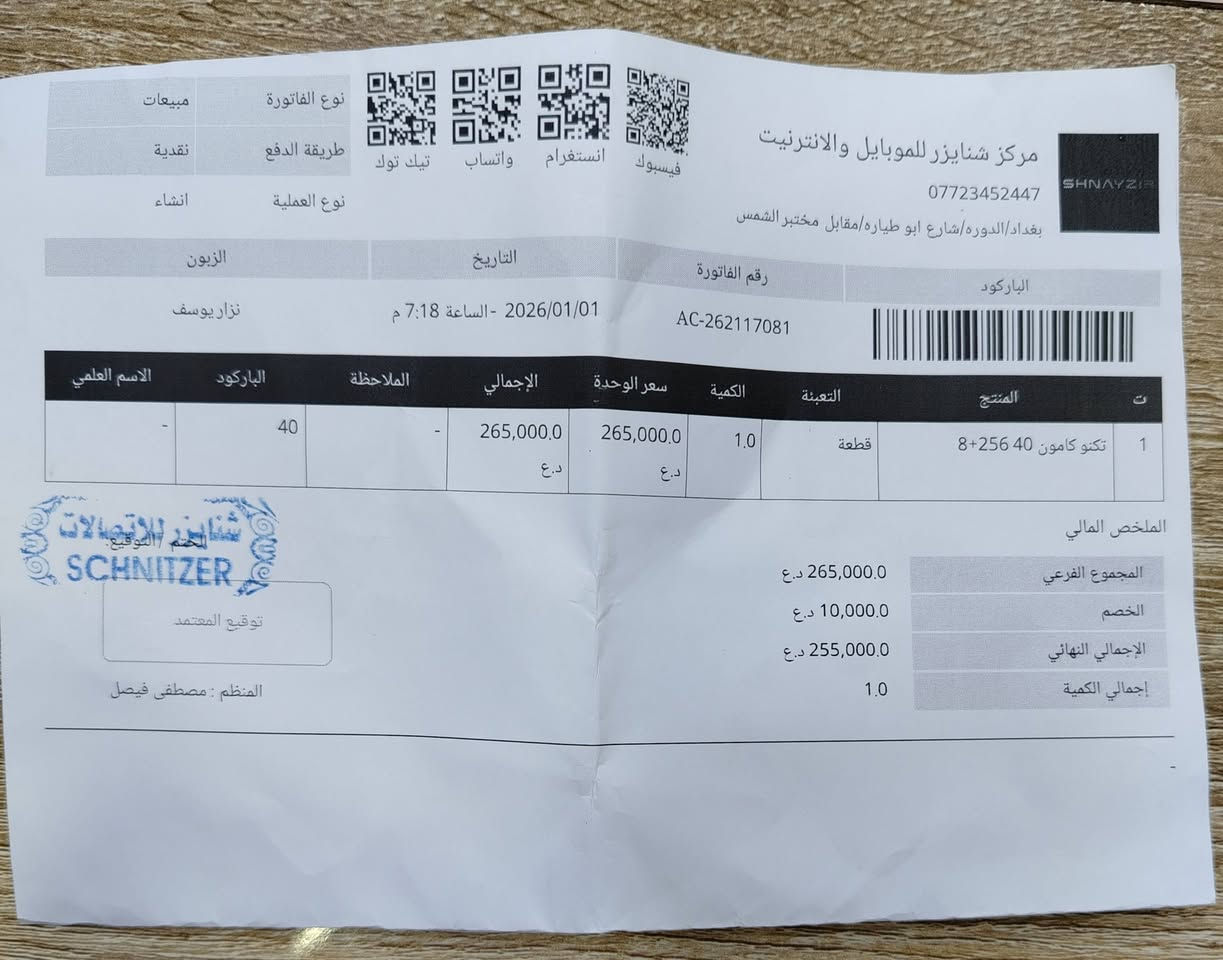 SHNAYZIR
مركز شنايزر للموبايل والانترنيت
07723452447
بغداد/الدوره/شارع ابو طياره/مقابل مختبر الشمس
فيسبوك
انستغرام
واتساب
تيك توك
نوع الفاتورة مبيعات
طريقة الدفع نقدية
نوع العملية انشاء
الباركود رقم الفاتورة التاريخ الزبون
AC-262117081 2026/01/01 -الساعة 7:18 م نزار يوسف
ت المنتج التعبئة الكمية سعر الوحدة الإجمالي الملاحظة الباركود الاسم العلمي
1 تكنو كامون 40 256+8 قطعة 1.0 265,000.0 د.ع 265,000.0 د.ع - 40 -
الملخص المالي
المجموع الفرعي 265,000.0 د.ع
الخصم 10,000.0 د.ع
الإجمالي النهائي 255,000.0 د.ع
إجمالي الكمية 1.0
شنايزر للاتصالات
الختم / التوقيع:
SCHNITZER
توقيع المعتمد
المنظم : مصطفى فيصل
-